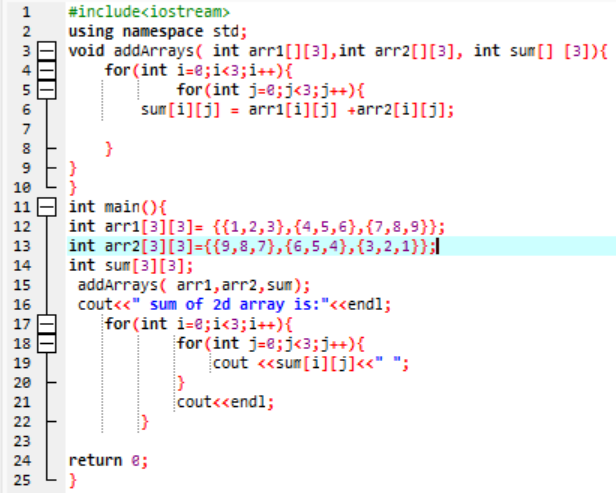 1 #include<iostream>
2 using namespace std;
3 void addArrays( int arr1[][3],int arr2[][3], int sum[] [3]){
4 for(int i=0;i<3;i++){
5 for(int j=0;j<3;j++){
6 sum[i][j] = arr1[i][j] +arr2[i][j];
7
8 }
9 }
10 }
11 int main(){
12 int arr1[3][3]= {{1,2,3},{4,5,6},{7,8,9}};
13 int arr2[3][3]={{9,8,7},{6,5,4},{3,2,1}};
14 int sum[3][3];
15 addArrays( arr1,arr2,sum);
16 cout<<" sum of 2d array is:"<<endl;
17 for(int i=0;i<3;i++){
18 for(int j=0;j<3;j++){
19 cout <<sum[i][j]<<" ";
20 }
21 cout<<endl;
22 }
23
24 return 0;
25 }